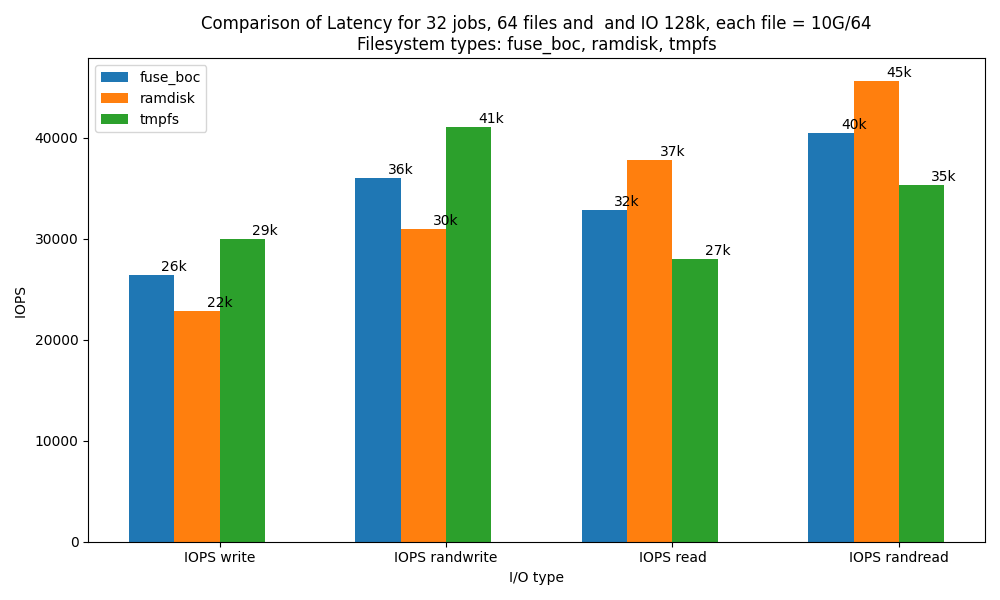 Comparison of Latency for 32 jobs, 64 files and  and IO 128k, each file = 10G/64
Filesystem types: fuse_boc, ramdisk, tmpfs
fuse_boc
ramdisk
tmpfs
IOPS
40000
30000
20000
10000
0
26k
22k
29k
36k
30k
41k
32k
37k
27k
40k
45k
35k
IOPS write
IOPS randwrite
IOPS read
IOPS randread
I/O type